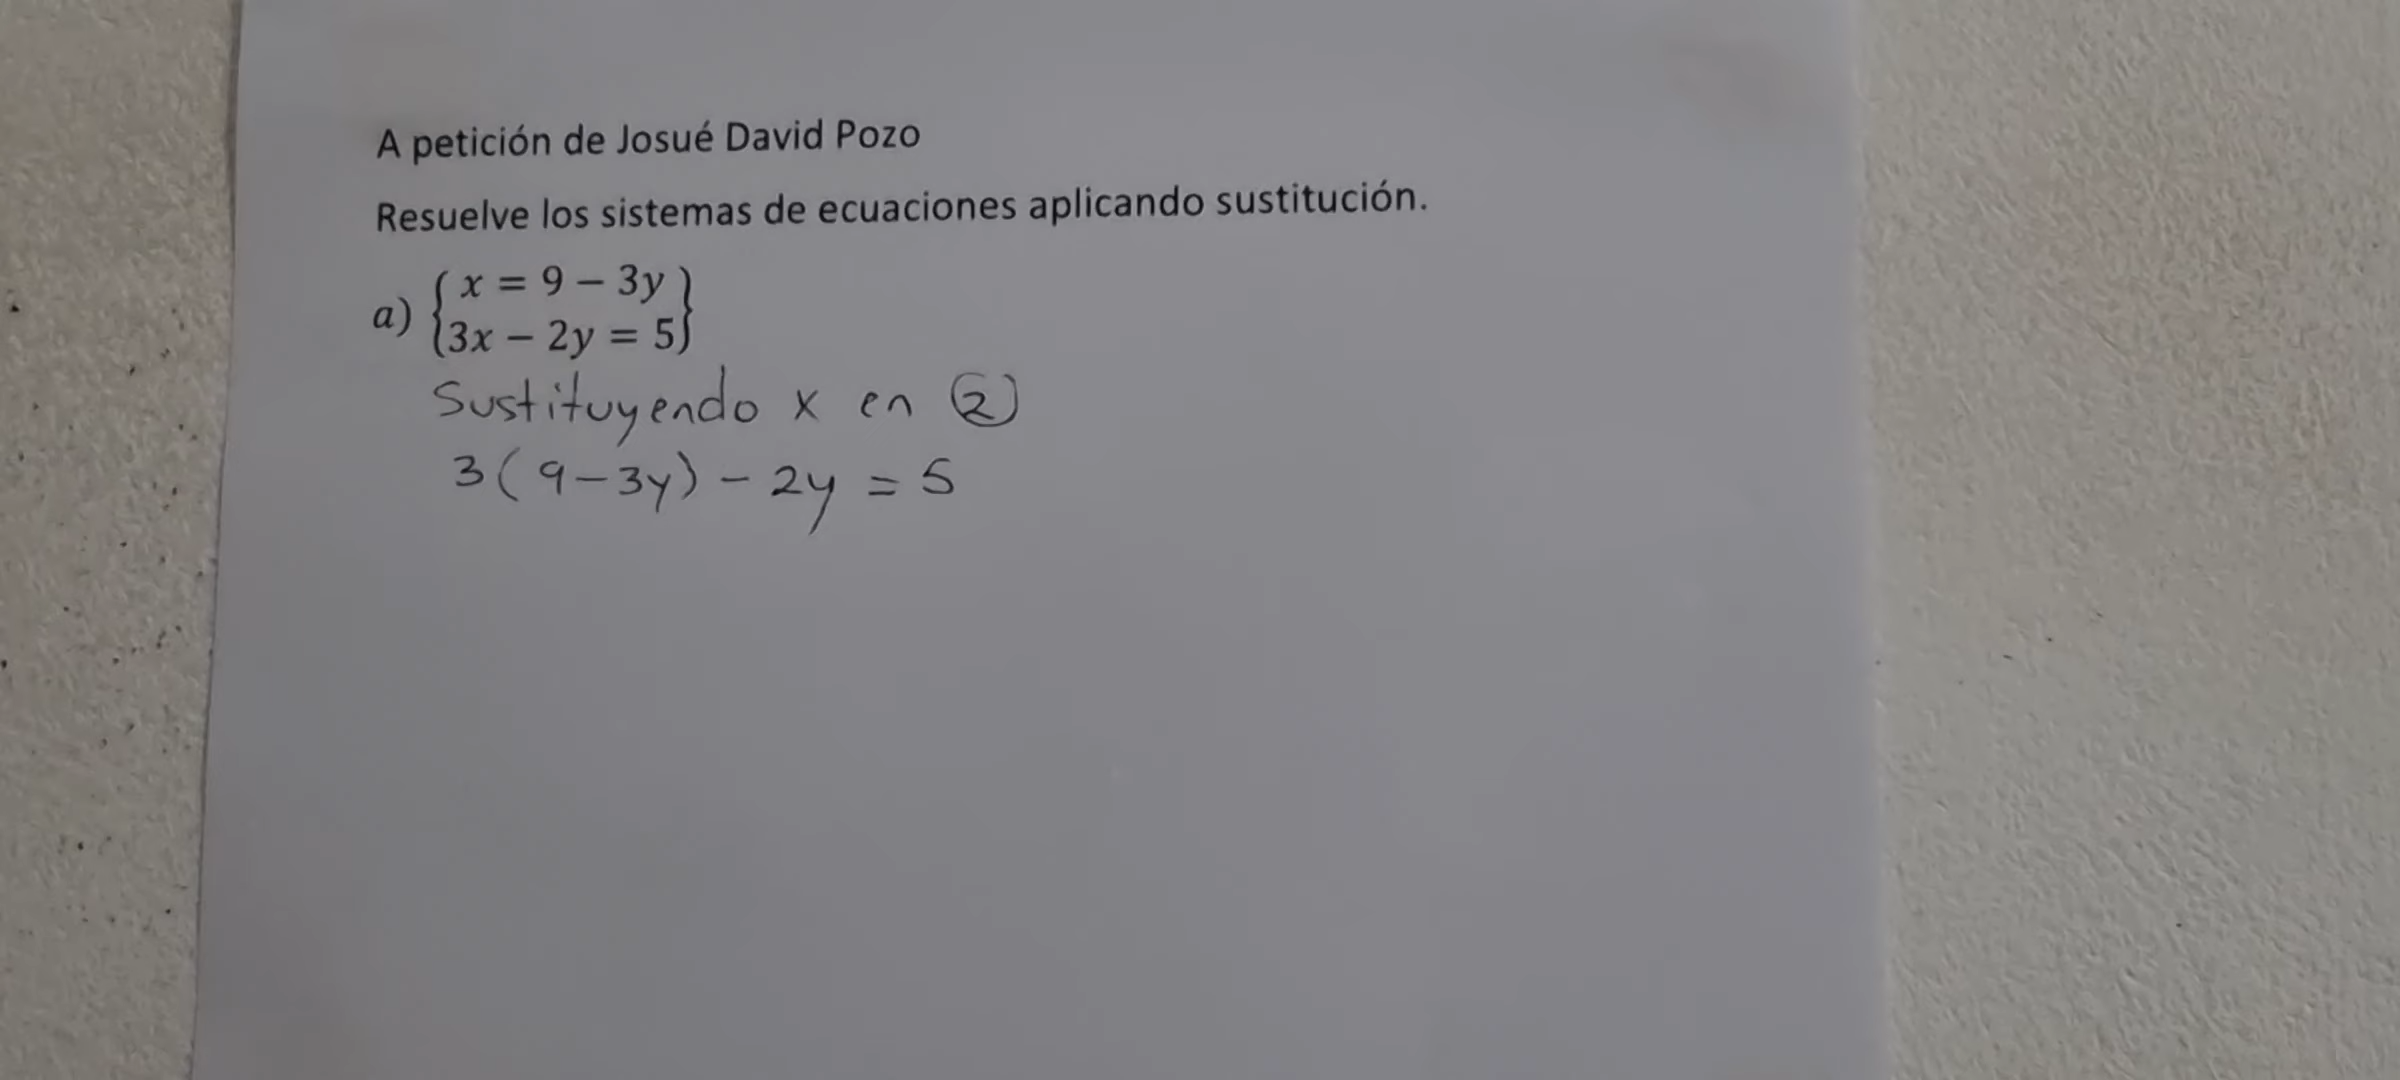 A petición de Josué David Pozo
Resuelve los sistemas de ecuaciones aplicando sustitución.
a) { x = 9 − 3y }
{3x − 2y = 5}
Sustituyendo x en ②
3(9−3y) − 2y = 5